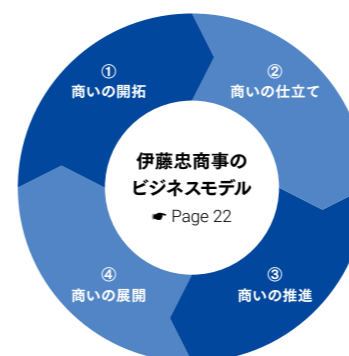 ①
商いの開拓
②
商いの仕立て
伊藤忠商事の
ビジネスモデル
☛ Page 22
④
商いの展開
③
商いの推進